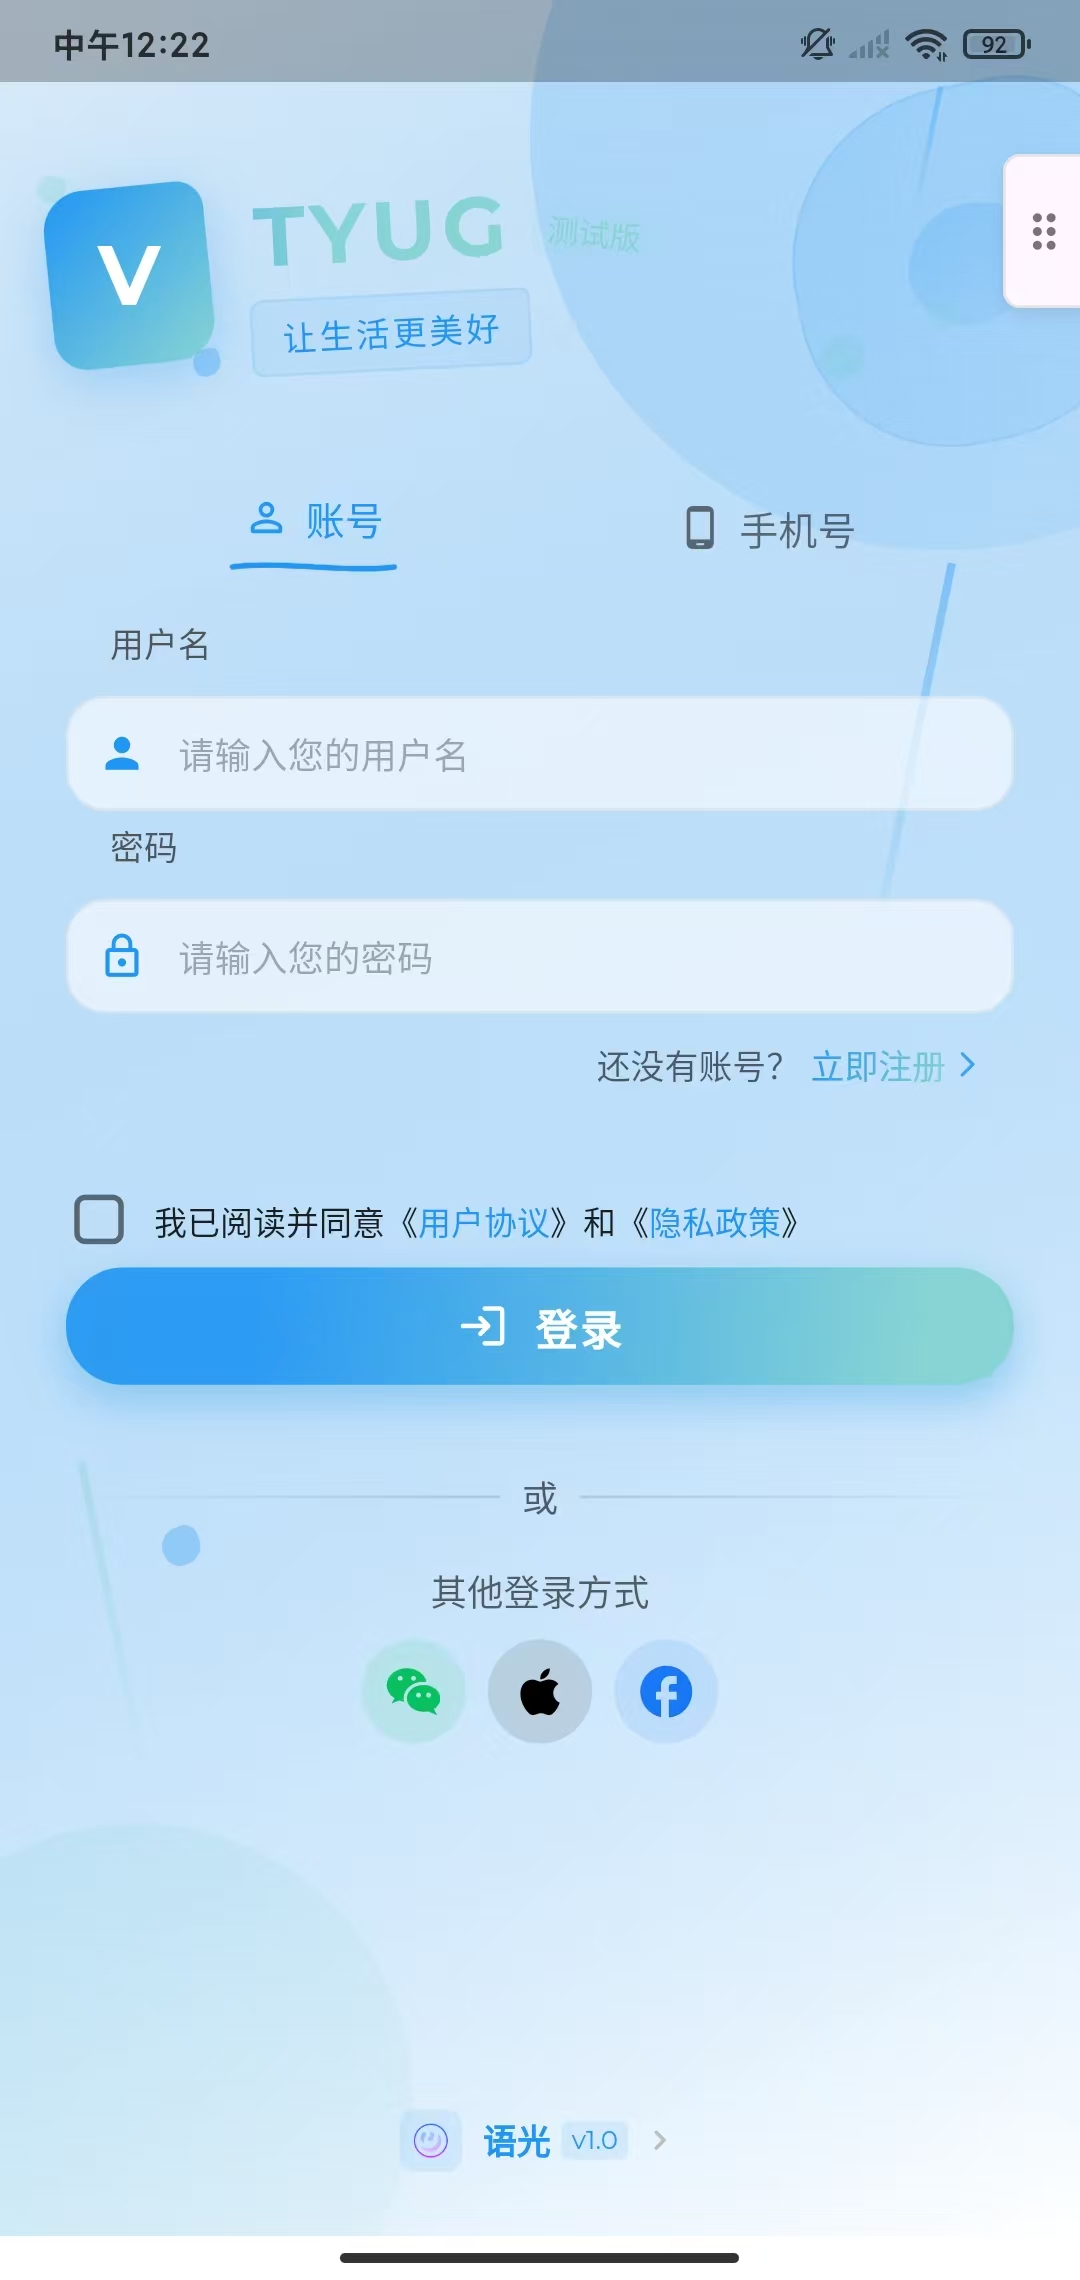 中午12:22
92
V
TYUG 测试版
让生活更美好
账号 手机号
用户名
请输入您的用户名
密码
请输入您的密码
还没有账号？ 立即注册
我已阅读并同意《用户协议》和《隐私政策》
登录
或
其他登录方式
语光 v1.0